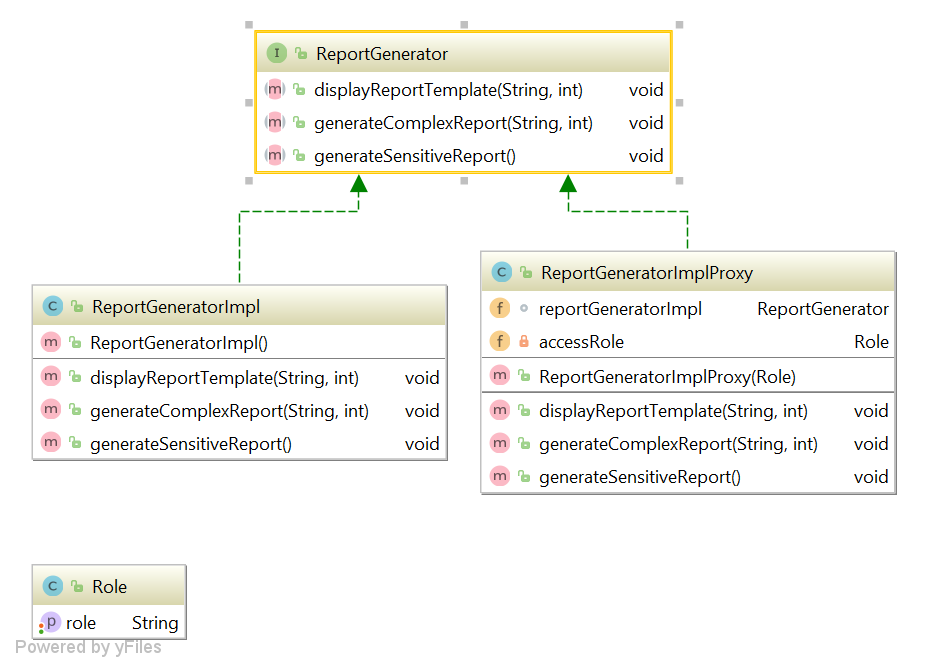 I ReportGenerator
m displayReportTemplate(String, int) void
m generateComplexReport(String, int) void
m generateSensitiveReport() void
C ReportGeneratorImpl
m ReportGeneratorImpl()
m displayReportTemplate(String, int) void
m generateComplexReport(String, int) void
m generateSensitiveReport() void
C ReportGeneratorImplProxy
f reportGeneratorImpl ReportGenerator
f accessRole Role
m ReportGeneratorImplProxy(Role)
m displayReportTemplate(String, int) void
m generateComplexReport(String, int) void
m generateSensitiveReport() void
C Role
p role String
Powered by yFiles